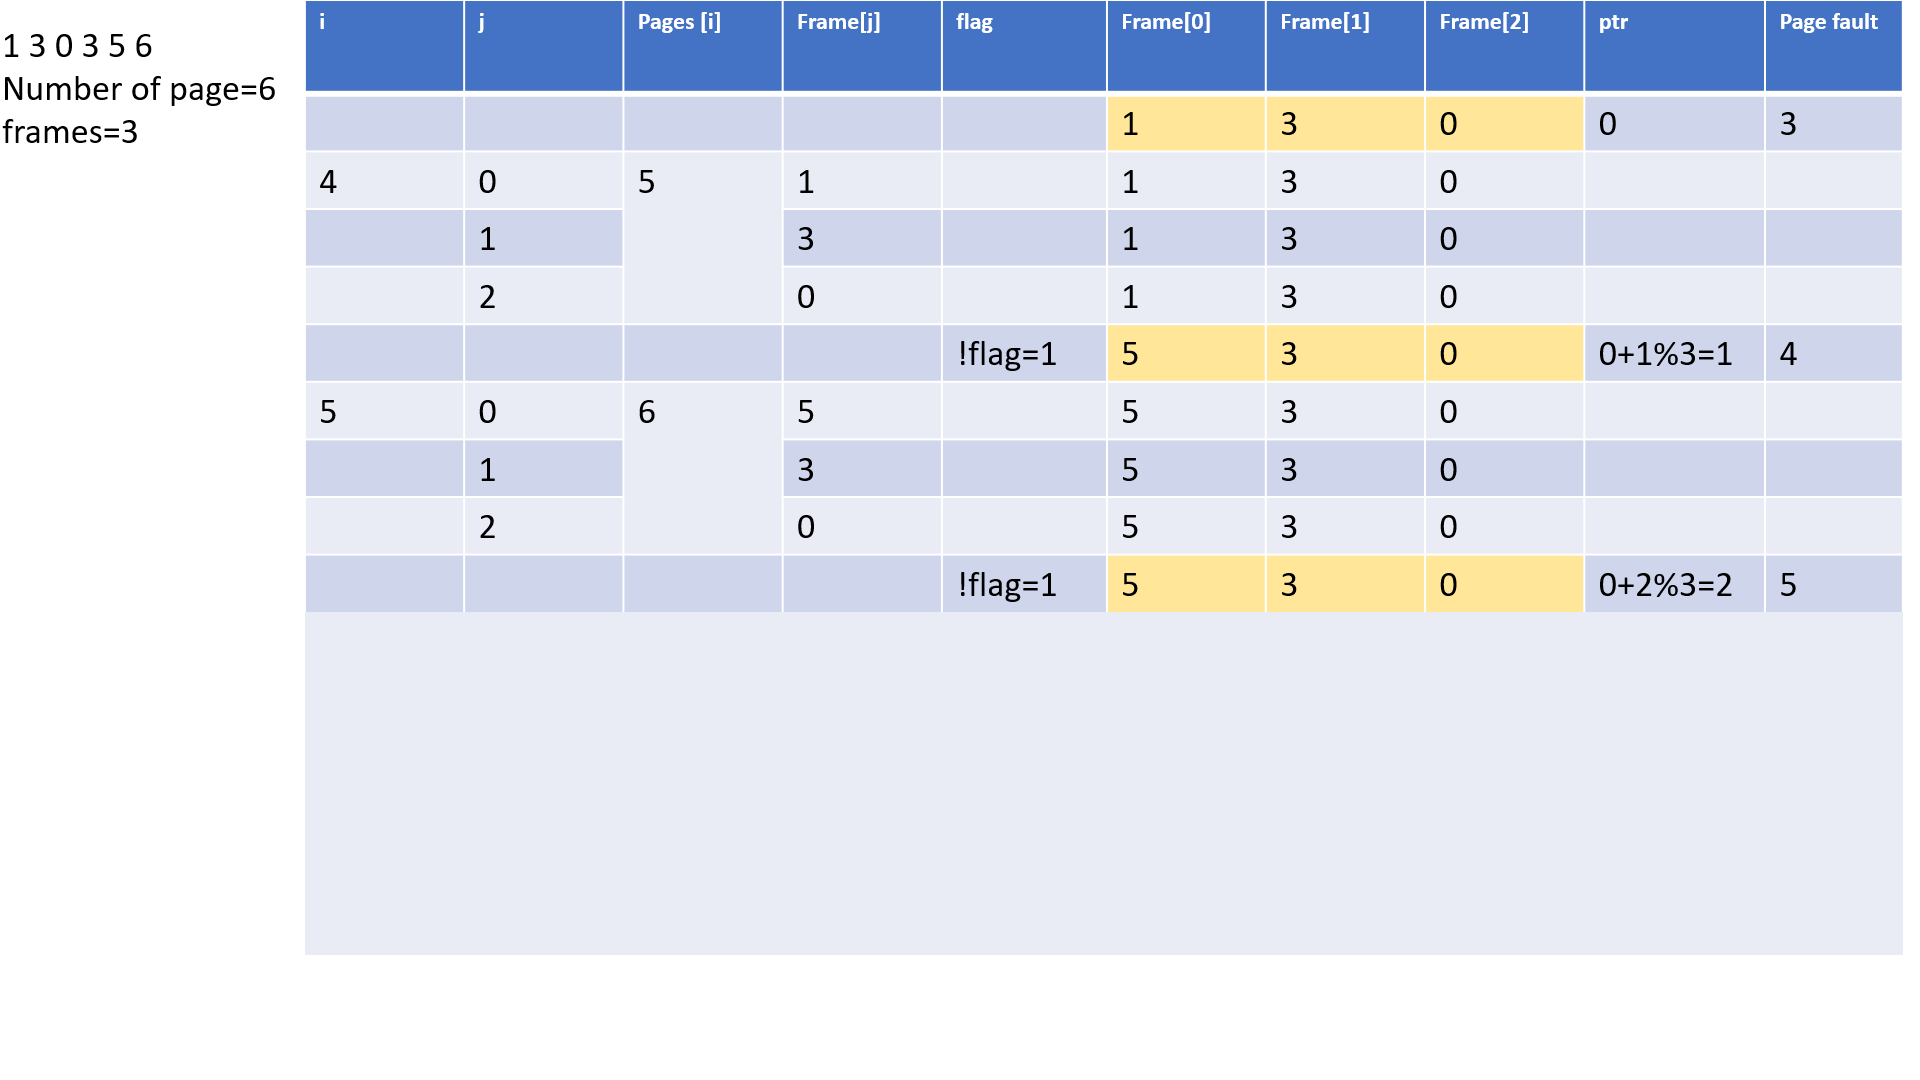 1 3 0 3 5 6
Number of page=6
frames=3
i j Pages [i] Frame[j] flag Frame[0] Frame[1] Frame[2] ptr Page fault
1 3 0 0 3
4 0 5 1 1 3 0
1 3 1 3 0
2 0 1 3 0
!flag=1 5 3 0 0+1%3=1 4
5 0 6 5 5 3 0
1 3 5 3 0
2 0 5 3 0
!flag=1 5 3 0 0+2%3=2 5